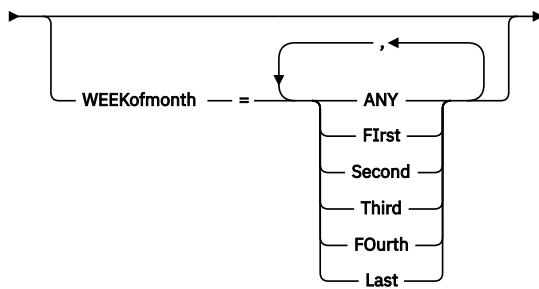 ,
WEEKofmonth = ANY
FIrst
Second
Third
FOurth
Last